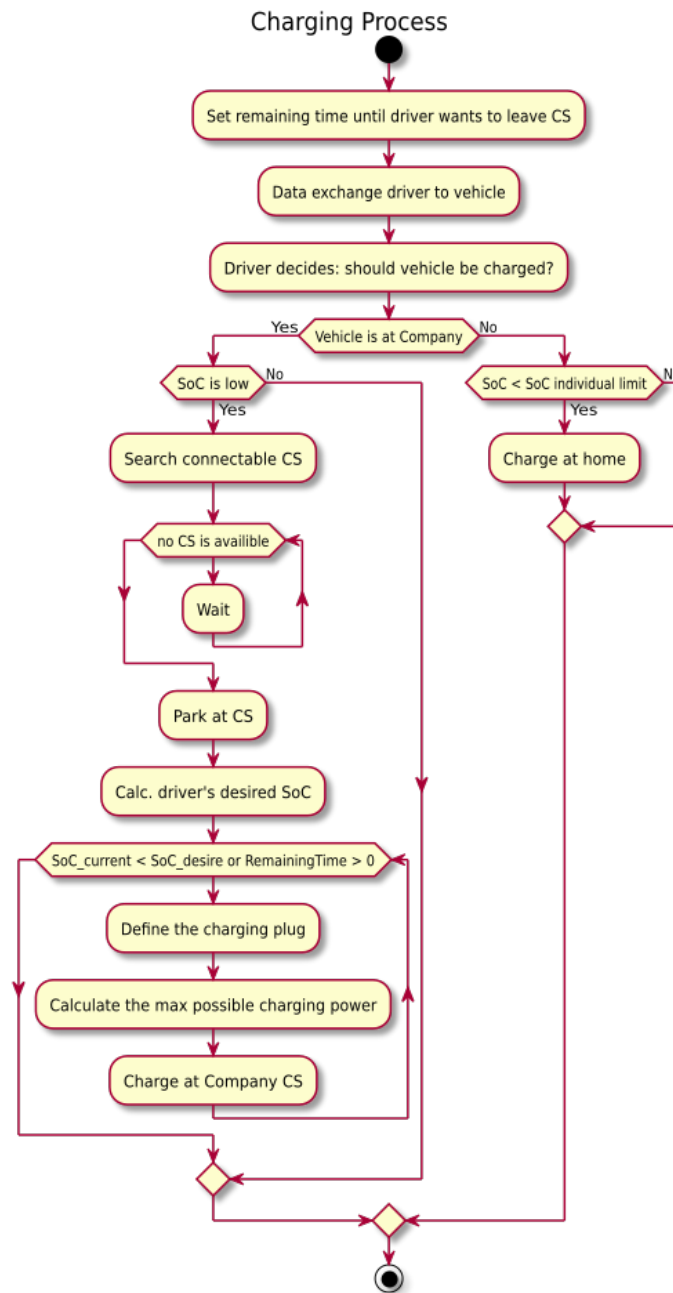 Charging Process
Set remaining time until driver wants to leave CS
Data exchange driver to vehicle
Driver decides: should vehicle be charged?
Yes
Vehicle is at Company
No
SoC is low
No
SoC < SoC individual limit
N
Yes
Yes
Search connectable CS
Charge at home
no CS is availible
Wait
Park at CS
Calc. driver's desired SoC
SoC_current < SoC_desire or RemainingTime > 0
Define the charging plug
Calculate the max possible charging power
Charge at Company CS